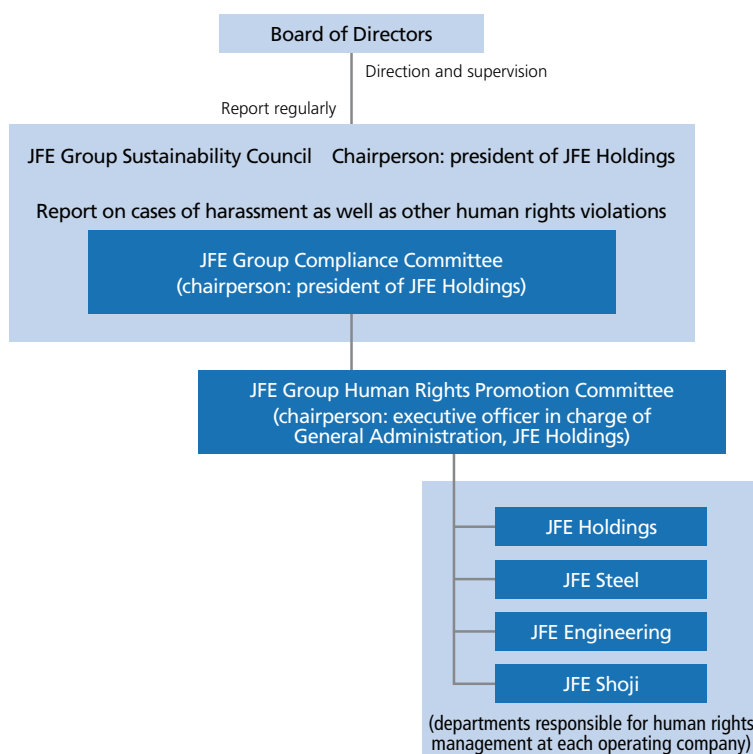 Board of Directors
Direction and supervision
Report regularly
JFE Group Sustainability Council Chairperson: president of JFE Holdings
Report on cases of harassment as well as other human rights violations
JFE Group Compliance Committee
(chairperson: president of JFE Holdings)
JFE Group Human Rights Promotion Committee
(chairperson: executive officer in charge of
General Administration, JFE Holdings)
JFE Holdings
JFE Steel
JFE Engineering
JFE Shoji
(departments responsible for human rights
management at each operating company)